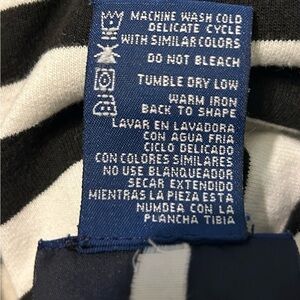 MACHINE WASH COLD
DELICATE CYCLE
WITH SIMILAR COLORS
DO NOT BLEACH
TUMBLE DRY LOW
WARM IRON
BACK TO SHAPE
LAVAR EN LAVADORA
CON AGUA FRIA
CICLO DELICADO
CON COLORES SIMILARES
NO USE BLANQUEADOR
SECAR EXTENDIDO
MIENTRAS LA PIEZA ESTA
NUMDEA CON LA
PLANCHA TIBIA